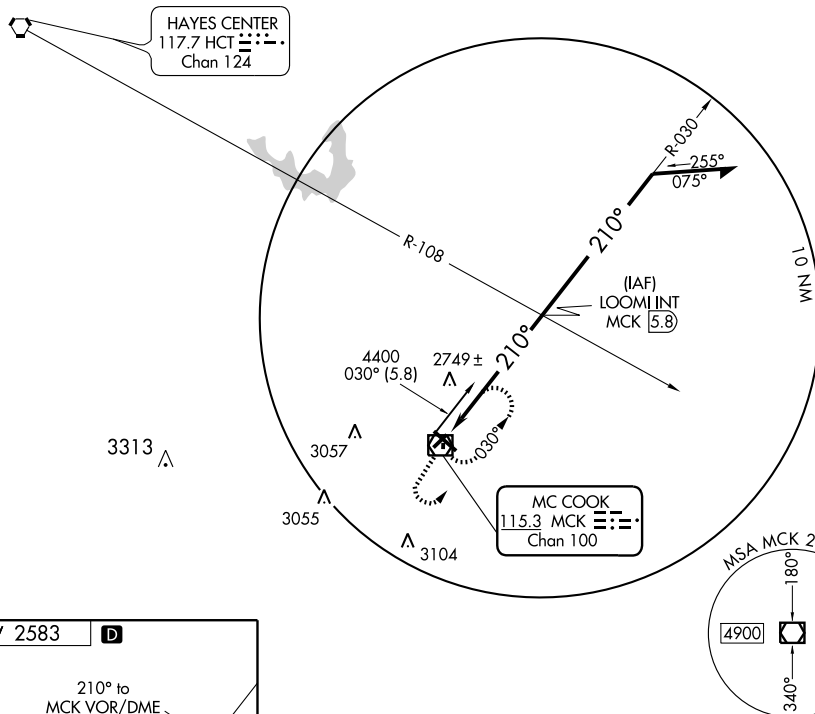 HAYES CENTER
117.7 HCT
Chan 124
R-030
255°
075°
210°
R-108
10 NM
(IAF)
LOOMI INT
MCK 5.8
210°
4400
030° (5.8)
2749 ±
3313
3057
030°
3055
3104
MC COOK
115.3 MCK
Chan 100
MSA MCK 2
180°
4900
340°
2583 D
210° to
MCK VOR/DME